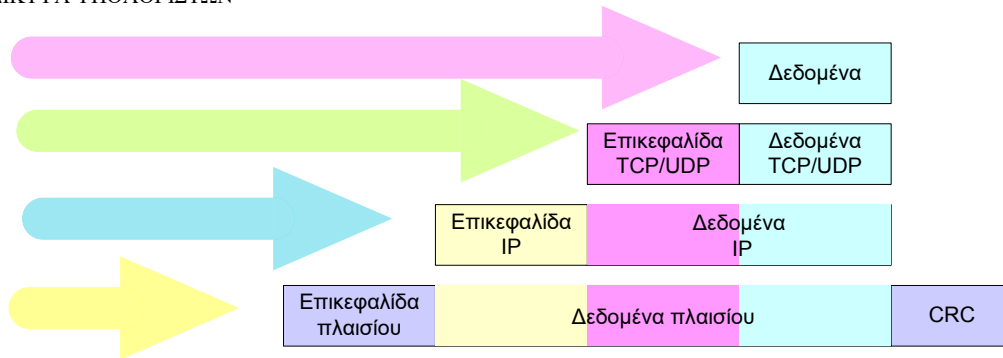 Δεδομένα
Επικεφαλίδα
TCP/UDP
Δεδομένα
TCP/UDP
Επικεφαλίδα
IP
Δεδομένα
IP
Επικεφαλίδα
πλαισίου
Δεδομένα πλαισίου
CRC